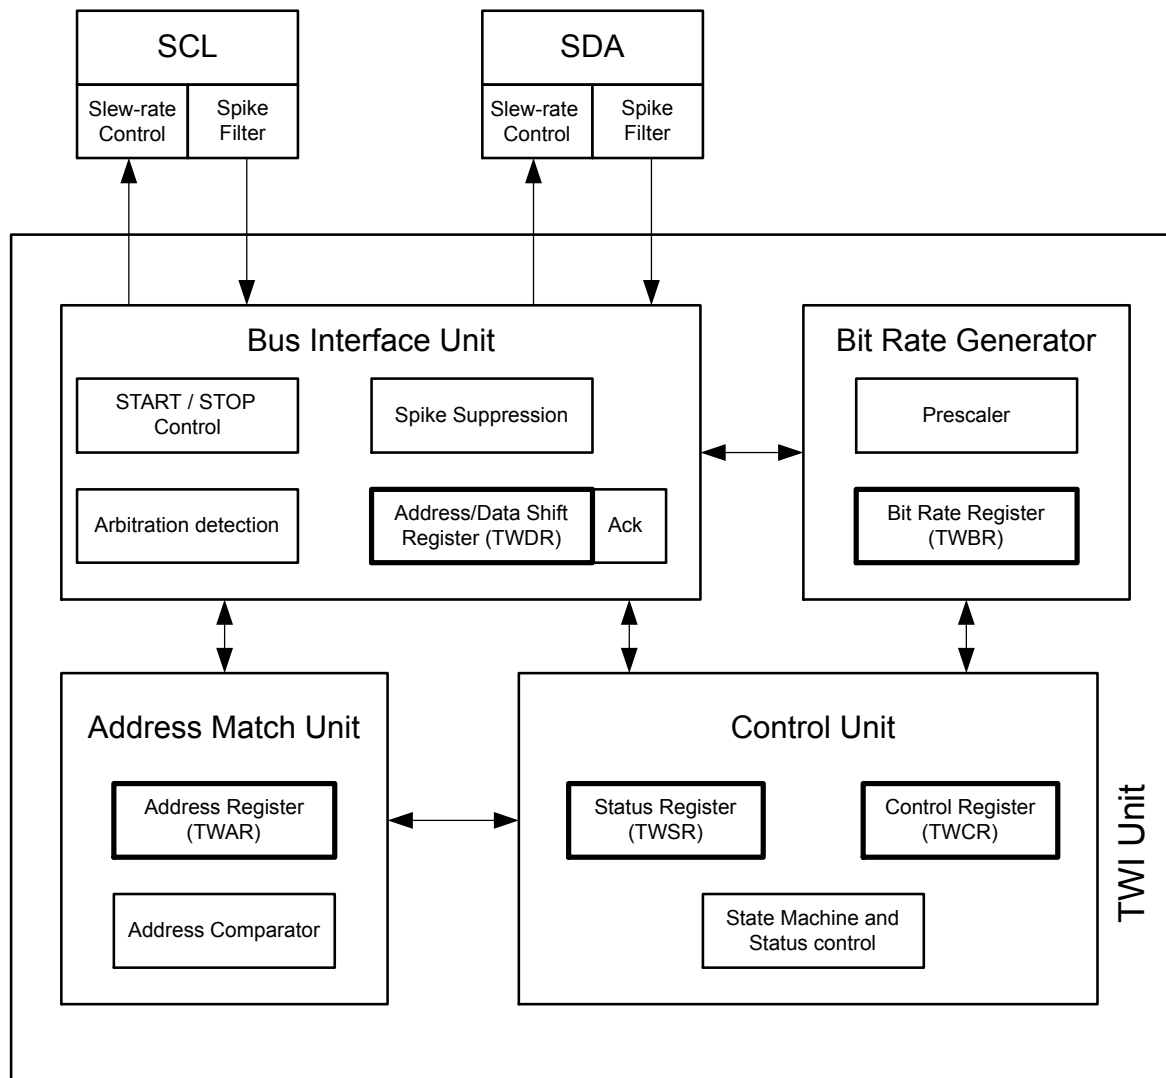 SCL
Slew-rate
Control
Spike
Filter
SDA
Slew-rate
Control
Spike
Filter
Bus Interface Unit
START / STOP
Control
Spike Suppression
Arbitration detection
Address/Data Shift
Register (TWDR)
Ack
Bit Rate Generator
Prescaler
Bit Rate Register
(TWBR)
Address Match Unit
Address Register
(TWAR)
Address Comparator
Control Unit
Status Register
(TWSR)
Control Register
(TWCR)
State Machine and
Status control
TWI Unit